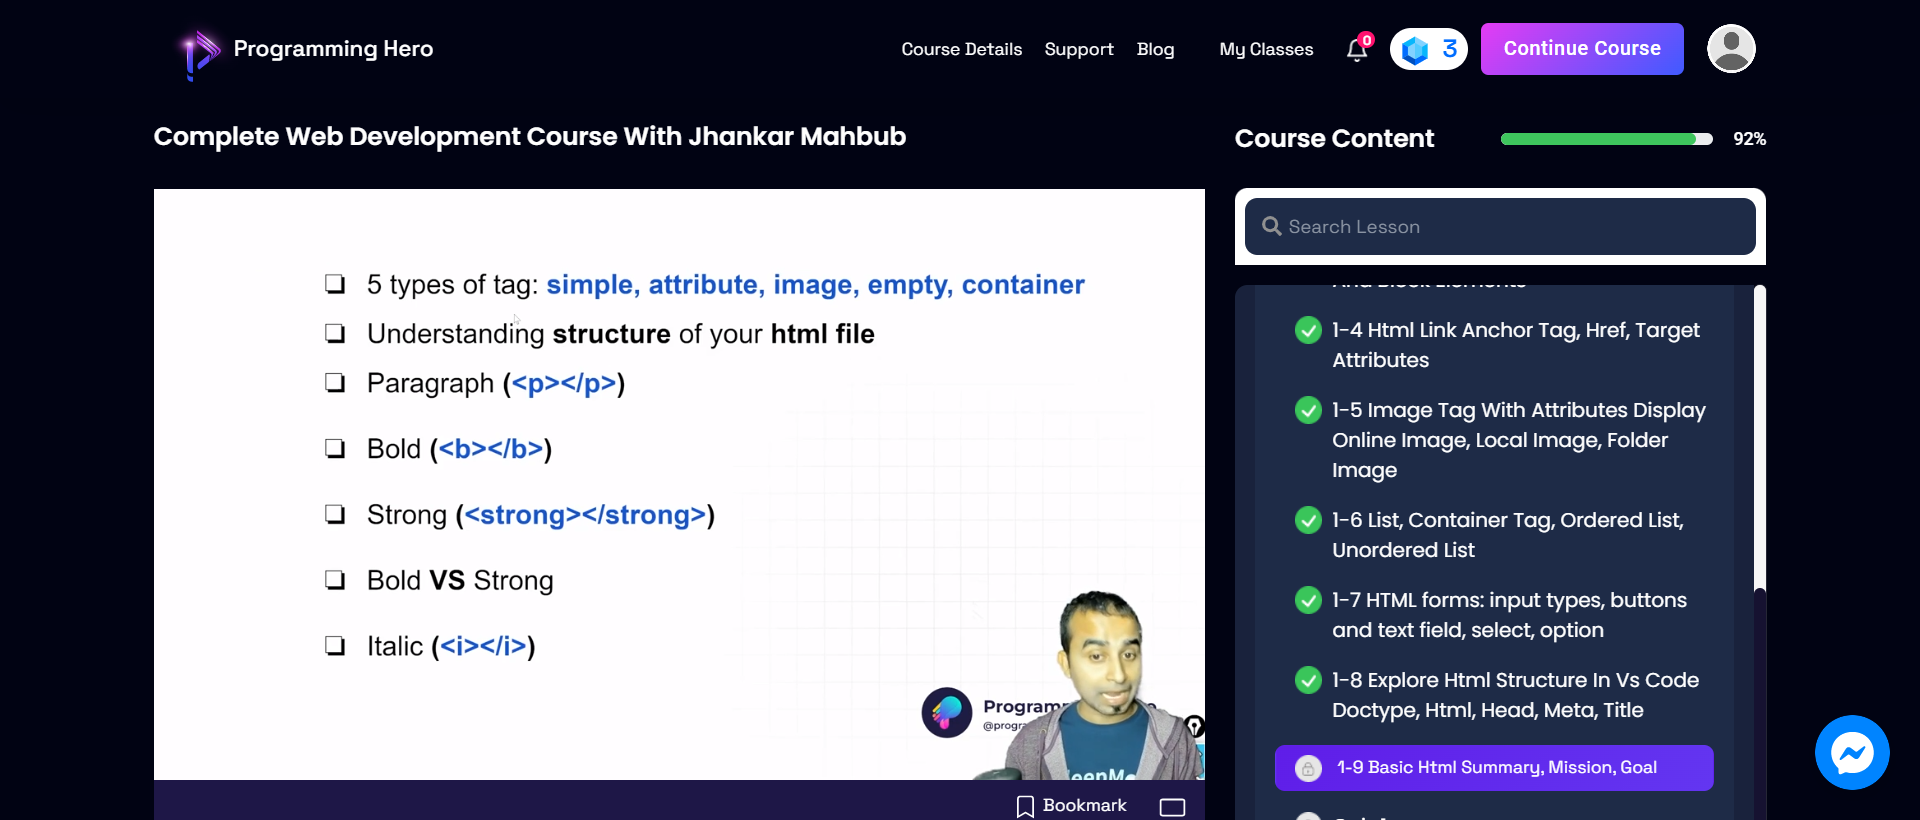 Programming Hero
Course Details Support Blog My Classes 0 3 Continue Course
Complete Web Development Course With Jhankar Mahbub
Course Content 92%
Search Lesson
5 types of tag: simple, attribute, image, empty, container
Understanding structure of your html file
Paragraph (<p></p>)
Bold (<b></b>)
Strong (<strong></strong>)
Bold VS Strong
Italic (<i></i>)
And Block Elements
1-4 Html Link Anchor Tag, Href, Target
Attributes
1-5 Image Tag With Attributes Display
Online Image, Local Image, Folder
Image
1-6 List, Container Tag, Ordered List,
Unordered List
1-7 HTML forms: input types, buttons
and text field, select, option
1-8 Explore Html Structure In Vs Code
Doctype, Html, Head, Meta, Title
1-9 Basic Html Summary, Mission, Goal
Bookmark